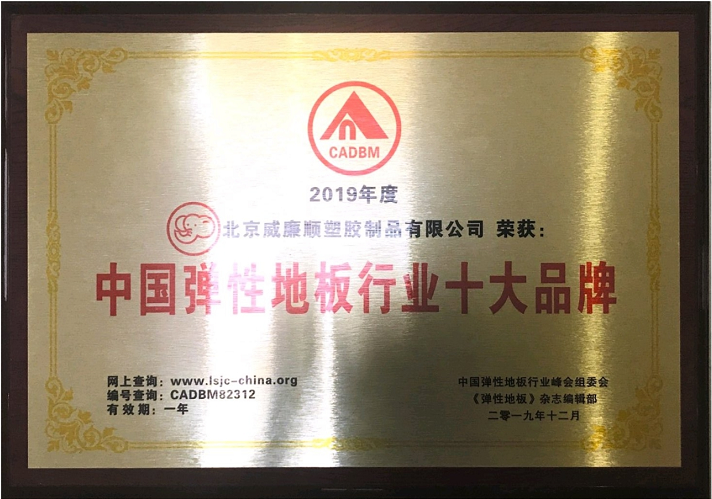 CADBM
2019年度
北京威廉顺塑胶制品有限公司 荣获：
中国弹性地板行业十大品牌
网上查询：www.lsjc-china.org
编号查询：CADBM82312
有效期：一年
中国弹性地板行业峰会组委会
《弹性地板》杂志编辑部
二零一九年十二月